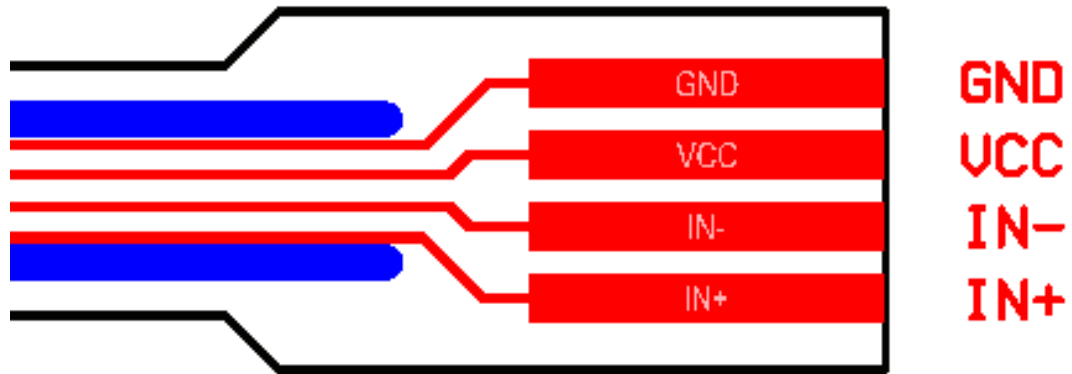 GND GND
VCC VCC
IN- IN-
IN+ IN+